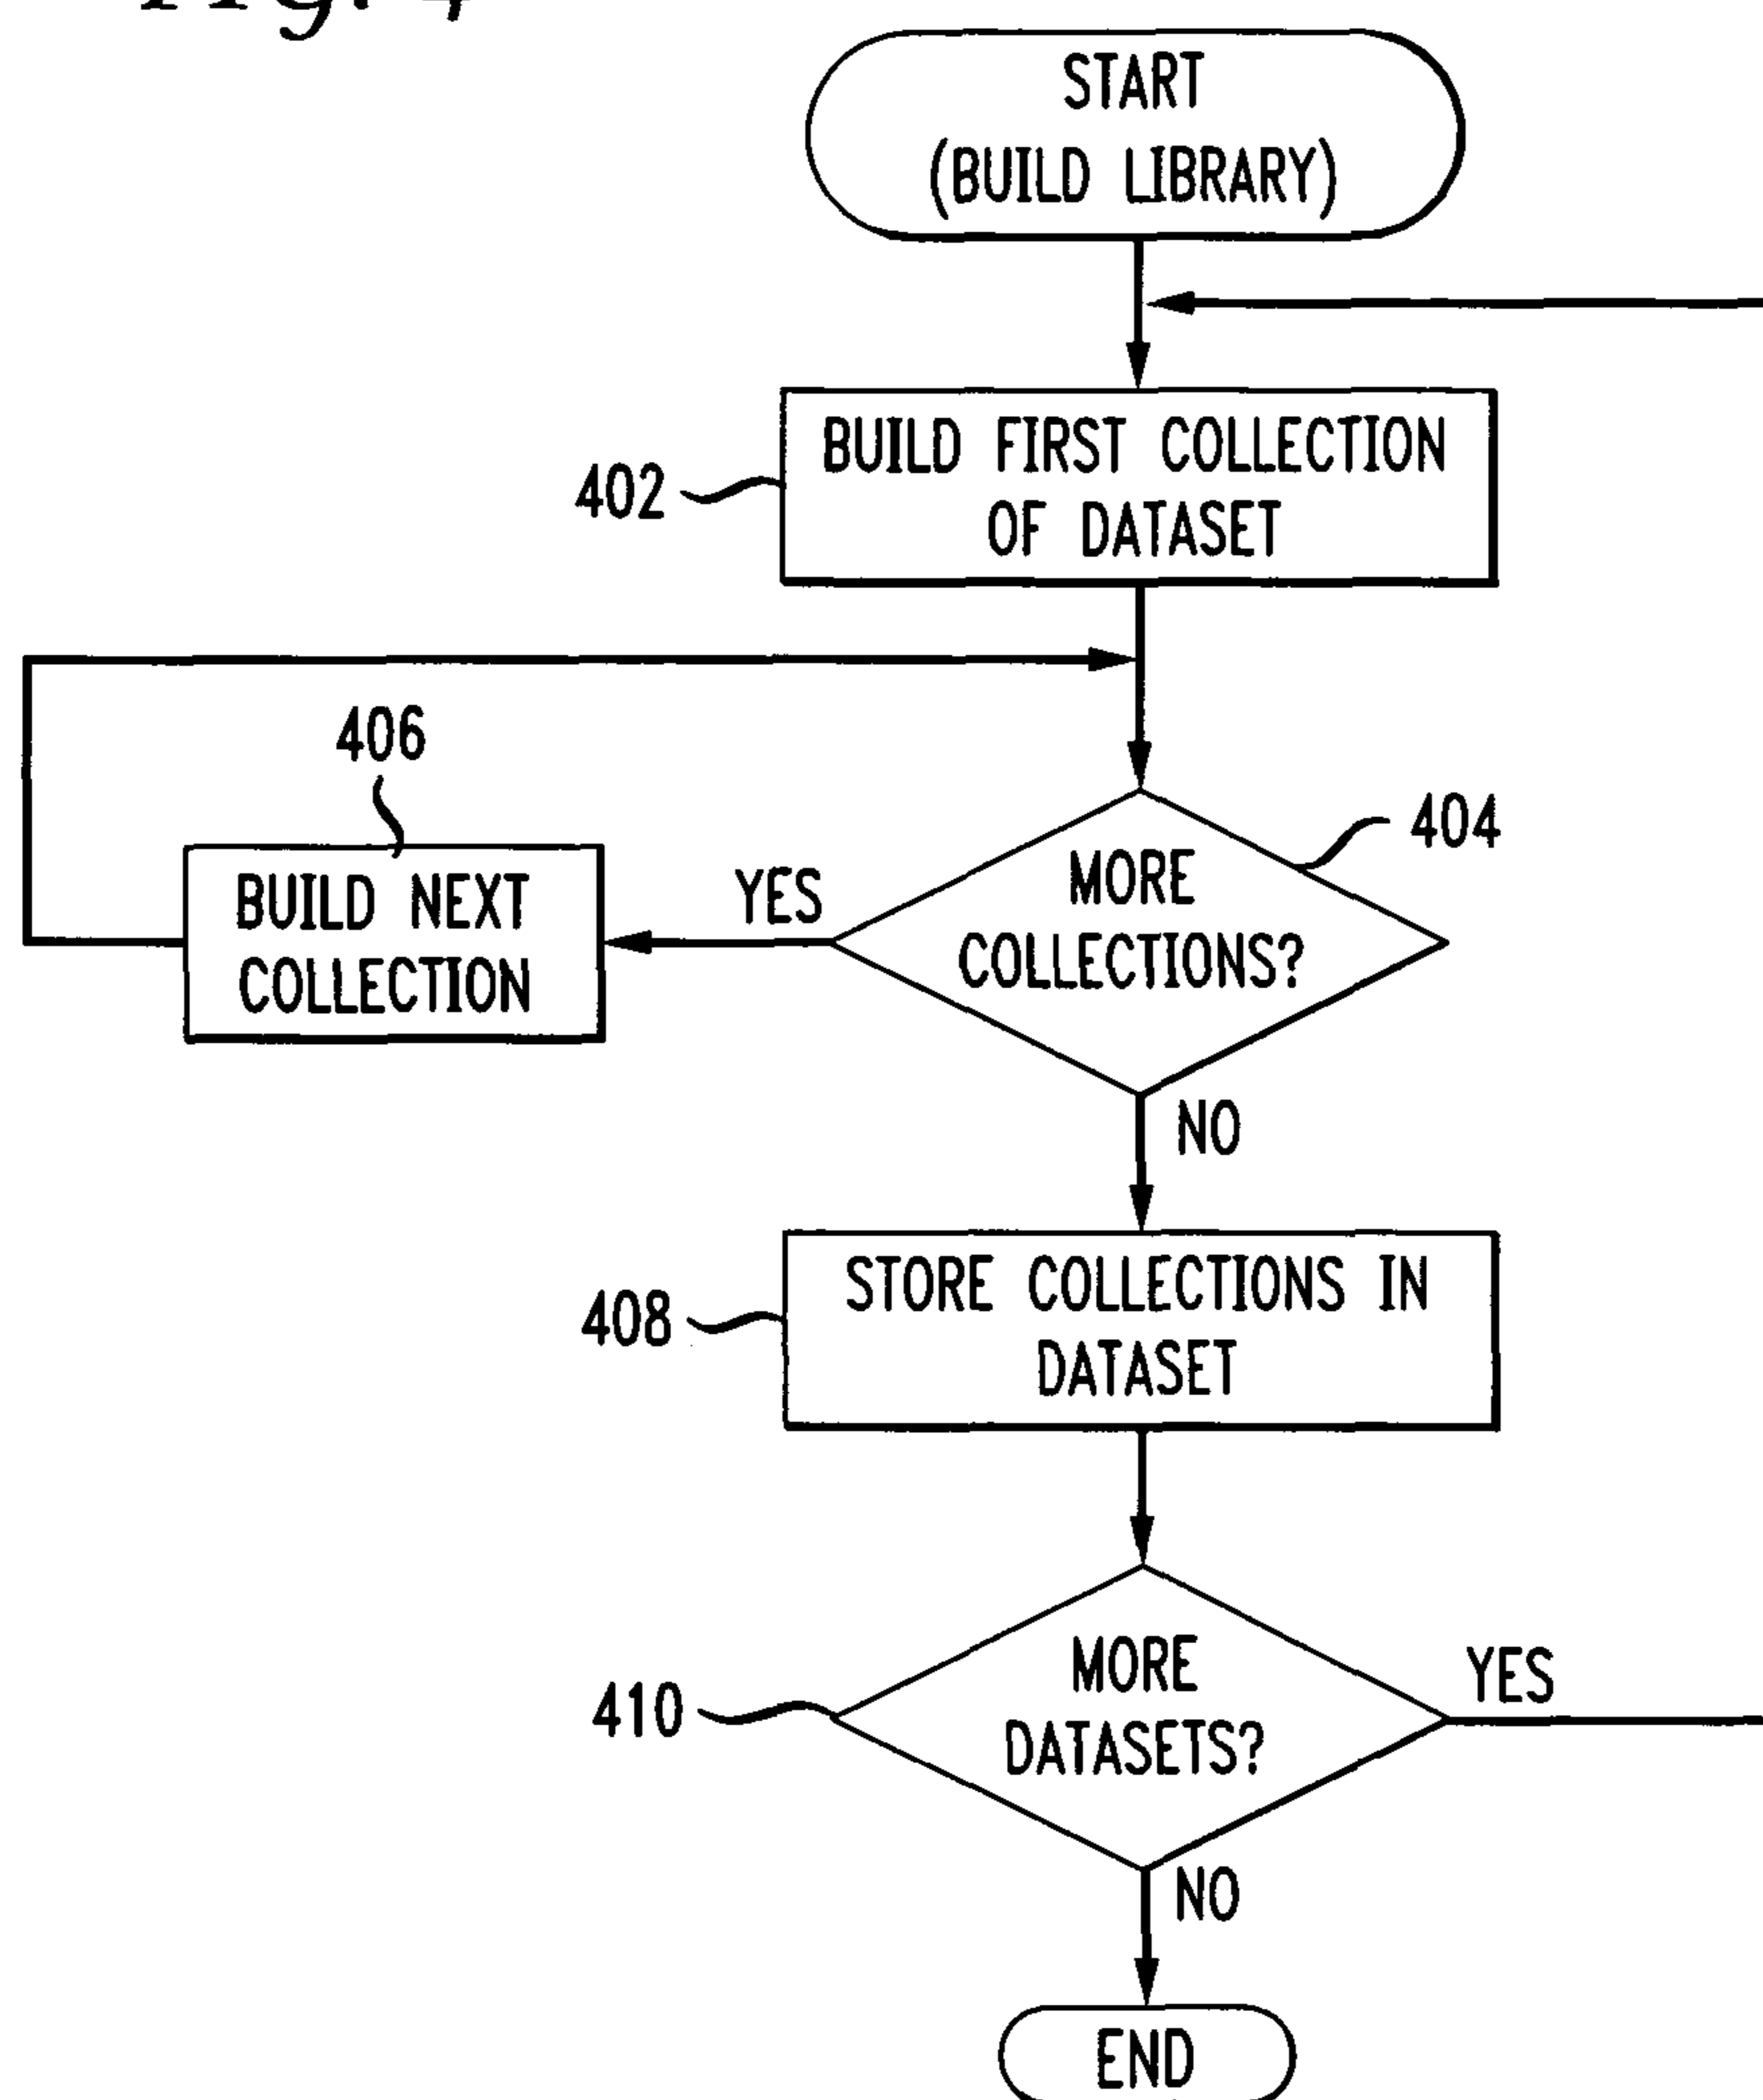 START
(BUILD LIBRARY)
BUILD FIRST COLLECTION
OF DATASET
402
406
404
MORE
COLLECTIONS?
YES
BUILD NEXT
COLLECTION
NO
STORE COLLECTIONS IN
DATASET
408
MORE
DATASETS?
YES
410
NO
END